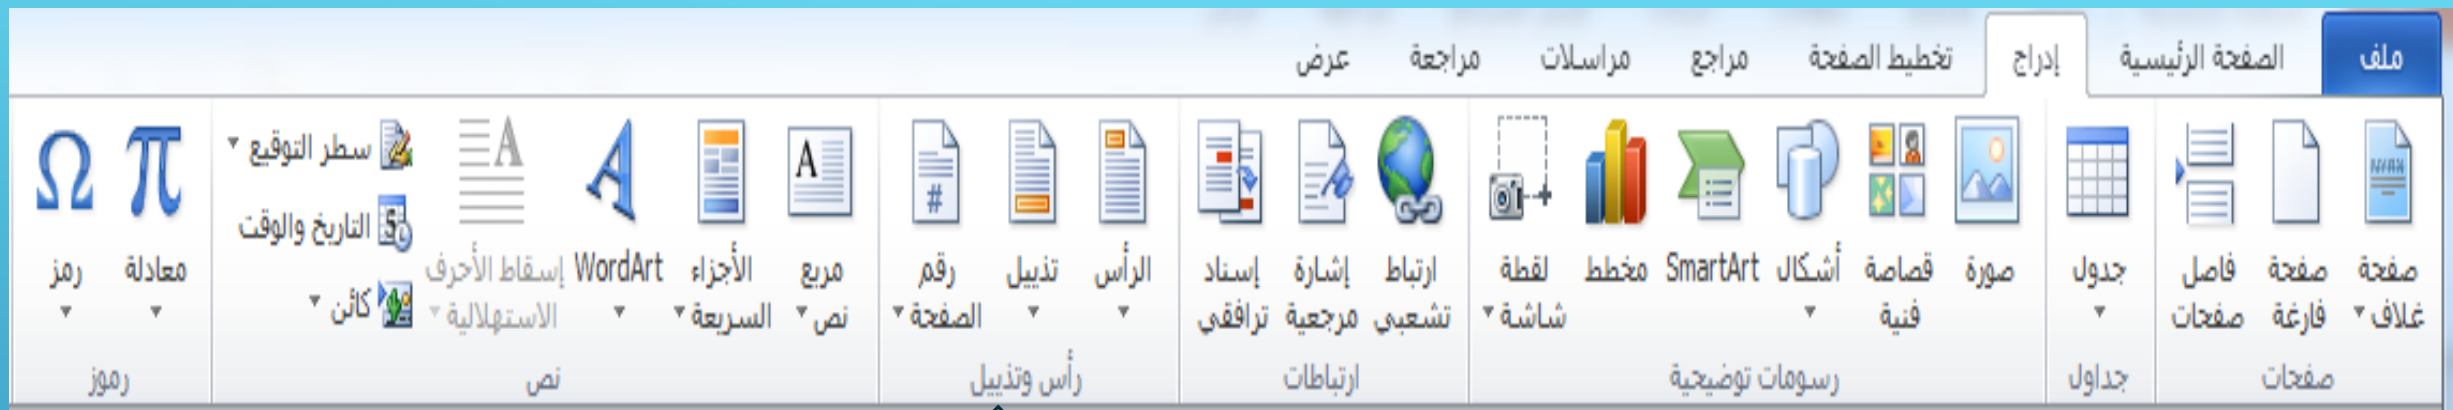 ملف الصفحة الرئيسية إدراج تخطيط الصفحة مراجع مراسلات مراجعة عرض
صفحة غلاف
صفحة فارغة
فاصل صفحات
صفحات
جدول
جداول
صورة
قصاصة فنية
أشكال
SmartArt
مخطط
لقطة شاشة
رسومات توضيحية
ارتباط تشعبي
إشارة مرجعية
إسناد ترافقي
ارتباطات
الرأس
تذييل
رقم الصفحة
رأس وتذييل
مربع نص
الأجزاء السريعة
WordArt
إسقاط الأحرف الاستهلالية
سطر التوقيع
التاريخ والوقت
كائن
نص
معادلة
رمز
رموز